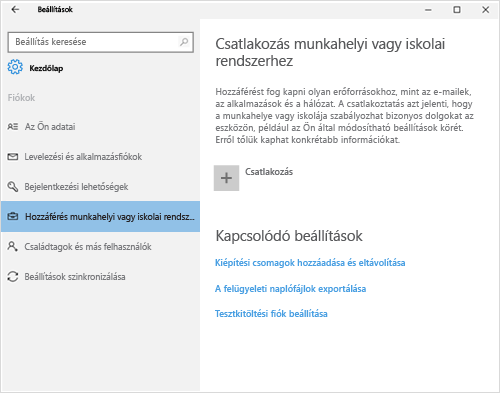 Beállítások
Beállítás keresése
Kezdőlap
Fiókok
Az Ön adatai
Levelezési és alkalmazásfiókok
Bejelentkezési lehetőségek
Hozzáférés munkahelyi vagy iskolai rendsz...
Családtagok és más felhasználók
Beállítások szinkronizálása
Csatlakozás munkahelyi vagy iskolai
rendszerhez
Hozzáférést fog kapni olyan erőforrásokhoz, mint az e-mailek,
az alkalmazások és a hálózat. A csatlakoztatás azt jelenti, hogy
a munkahelye vagy iskolája szabályozhat bizonyos dolgokat az
eszközön, például az Ön által módosítható beállítások körét.
Erről tőlük kaphat konkrétabb információkat.
Csatlakozás
Kapcsolódó beállítások
Kiépítési csomagok hozzáadása és eltávolítása
A felügyeleti naplófájlok exportálása
Tesztkitöltési fiók beállítása